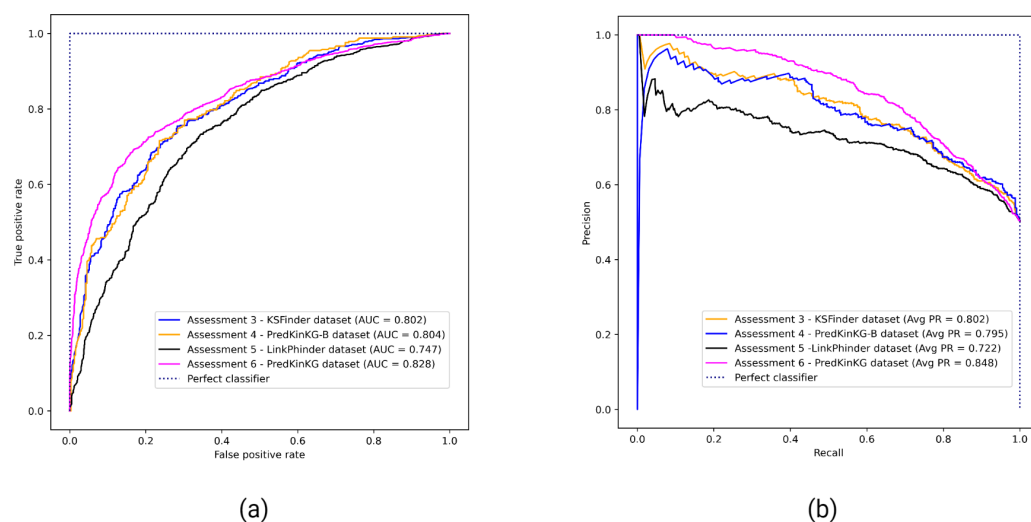 1.0
0.8
0.6
0.4
0.2
0.0
True positive rate
0.0 0.2 0.4 0.6 0.8 1.0
False positive rate
Assessment 3 - KSFinder dataset (AUC = 0.802)
Assessment 4 - PredKinKG-B dataset (AUC = 0.804)
Assessment 5 - LinkPhinder dataset (AUC = 0.747)
Assessment 6 - PredKinKG dataset (AUC = 0.828)
Perfect classifier
(a)
1.0
0.8
0.6
0.4
0.2
0.0
Precision
0.0 0.2 0.4 0.6 0.8 1.0
Recall
Assessment 3 - KSFinder dataset (Avg PR = 0.802)
Assessment 4 - PredKinKG-B dataset (Avg PR = 0.795)
Assessment 5 -LinkPhinder dataset (Avg PR = 0.722)
Assessment 6 - PredKinKG dataset (Avg PR = 0.848)
Perfect classifier
(b)